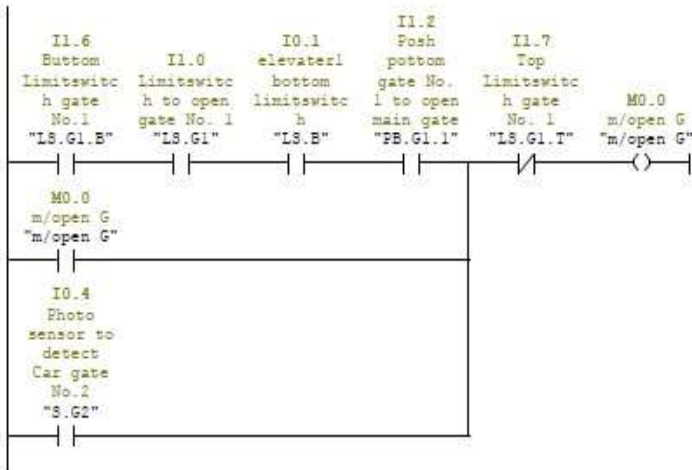 I1.6
Buttom
Limitswitc
h gate
No.1
"LS.G1.B"
I1.0
Limitswitc
h to open
gate No. 1
"LS.G1"
I0.1
elevater1
bottom
limitswitc
h
"LS.B"
I1.2
Posh
pottom
gate No.
1 to open
main gate
"PB.G1.1"
I1.7
Top
Limitswitc
h gate
No. 1
"LS.G1.T"
M0.0
m/open G
"m/open G"
M0.0
m/open G
"m/open G"
I0.4
Photo
sensor to
detect
Car gate
No.2
"S.G2"